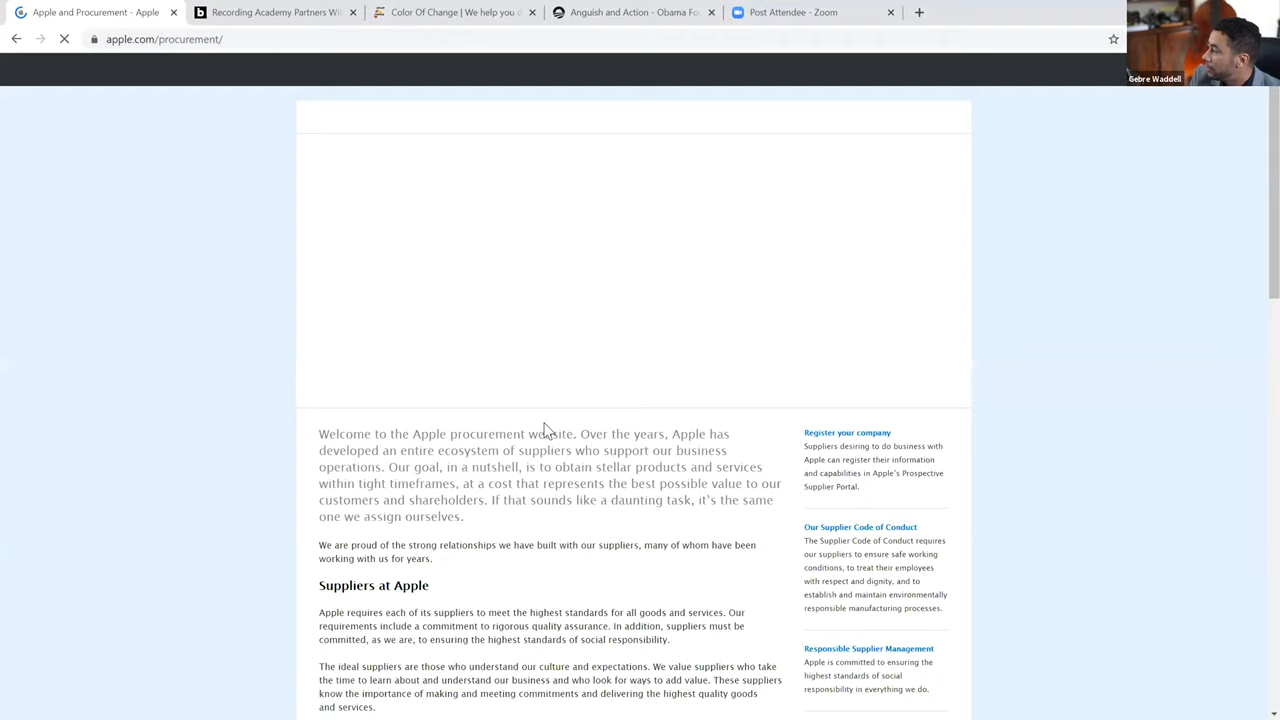 Apple and Procurement - Apple
Recording Academy Partners Wi
Color Of Change | We help you d
Anguish and Action - Obama Fo
Post Attendee - Zoom
apple.com/procurement/
Gebre Waddell
Welcome to the Apple procurement website. Over the years, Apple has
developed an entire ecosystem of suppliers who support our business
operations. Our goal, in a nutshell, is to obtain stellar products and services
within tight timeframes, at a cost that represents the best possible value to our
customers and shareholders. If that sounds like a daunting task, it's the same
one we assign ourselves.
We are proud of the strong relationships we have built with our suppliers, many of whom have been
working with us for years.
Suppliers at Apple
Apple requires each of its suppliers to meet the highest standards for all goods and services. Our
requirements include a commitment to rigorous quality assurance. In addition, suppliers must be
committed, as we are, to ensuring the highest standards of social responsibility.
The ideal suppliers are those who understand our culture and expectations. We value suppliers who take
the time to learn about and understand our business and who look for ways to add value. These suppliers
know the importance of making and meeting commitments and delivering the highest quality goods
and services.
Register your company
Suppliers desiring to do business with
Apple can register their information
and capabilities in Apple's Prospective
Supplier Portal.
Our Supplier Code of Conduct
The Supplier Code of Conduct requires
our suppliers to ensure safe working
conditions, to treat their employees
with respect and dignity, and to
establish and maintain environmentally
responsible manufacturing processes.
Responsible Supplier Management
Apple is committed to ensuring the
highest standards of social
responsibility in everything we do.